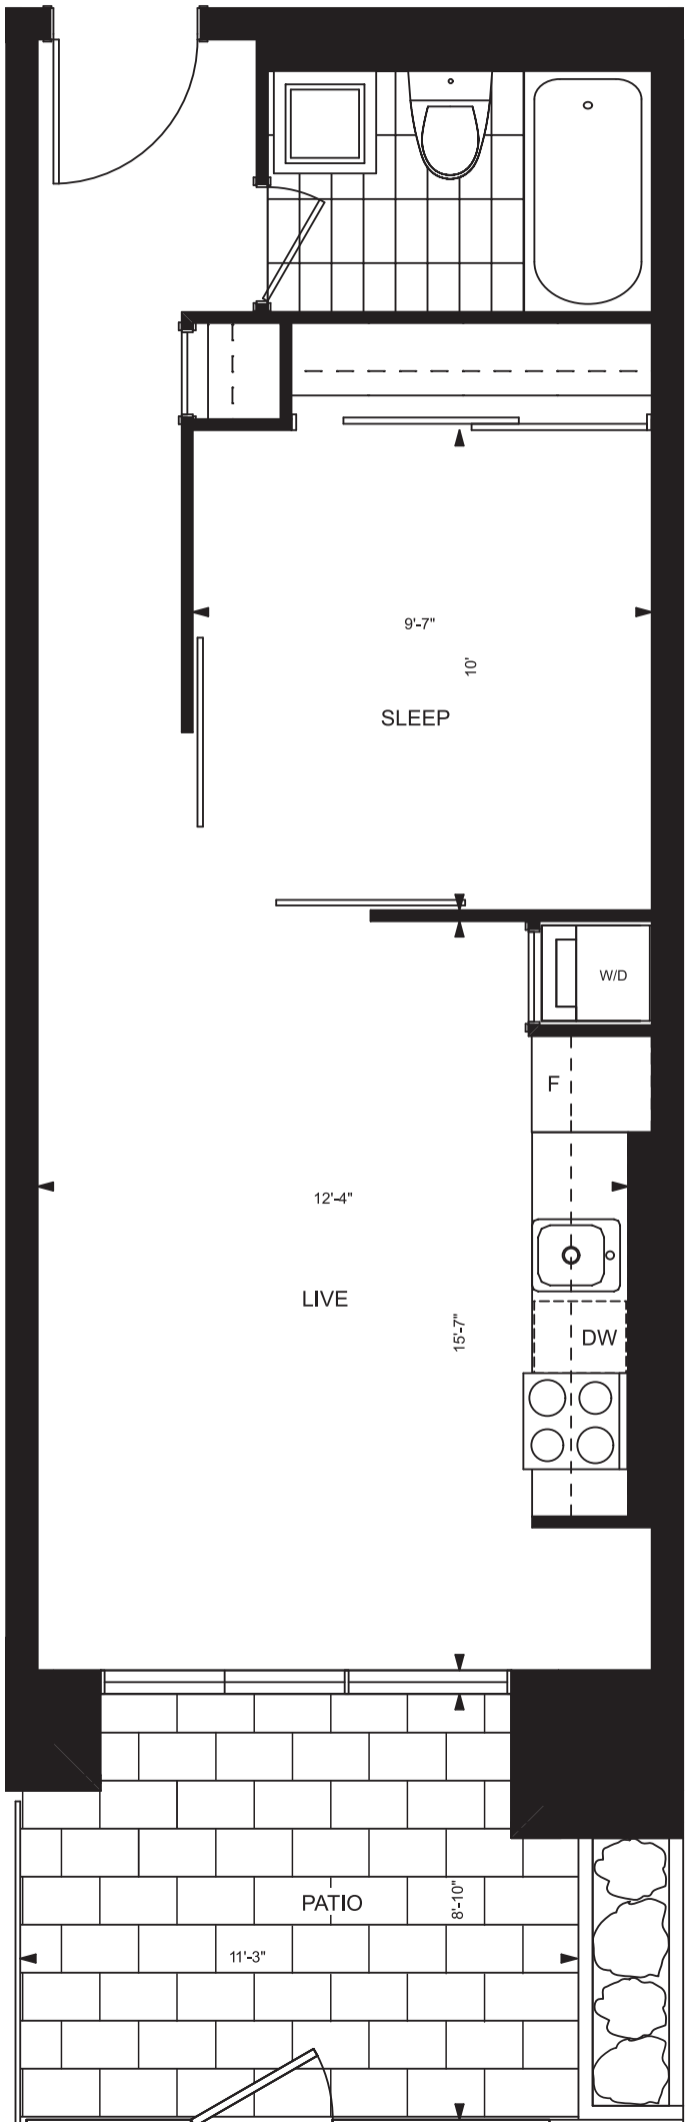 9'-7"
10'
SLEEP
W/D
F
12'-4"
LIVE
15'-7"
DW
PATIO
8'-10"
11'-3"